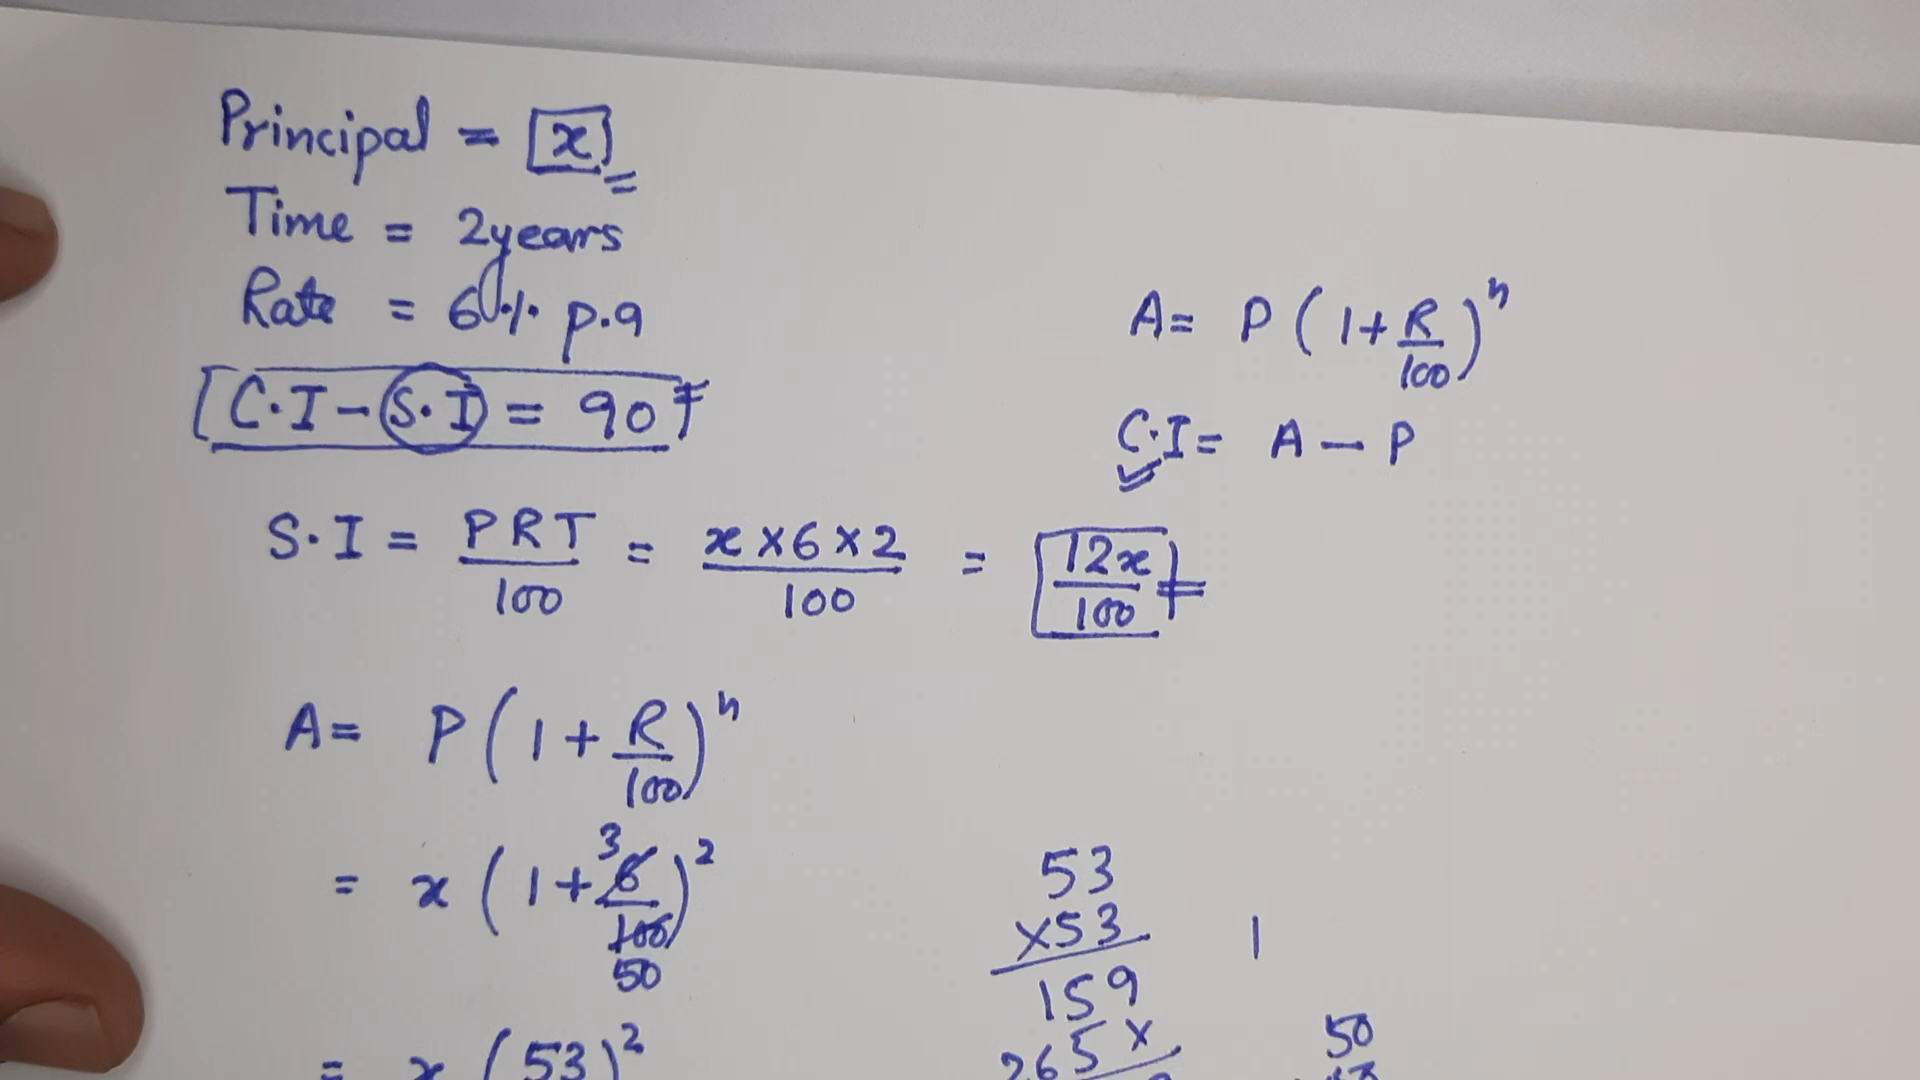 Principal = x
Time = 2years
Rate = 6% p.a
C.I - S.I = 90₹
A = P(1 + R/100)^n
C.I = A - P
S.I = PRT/100 = x×6×2/100 = 12x/100
A = P(1 + R/100)^n
= x(1 + 6/100)^2
3
50
= x(53)^2
53
×53
159
265×
1
50